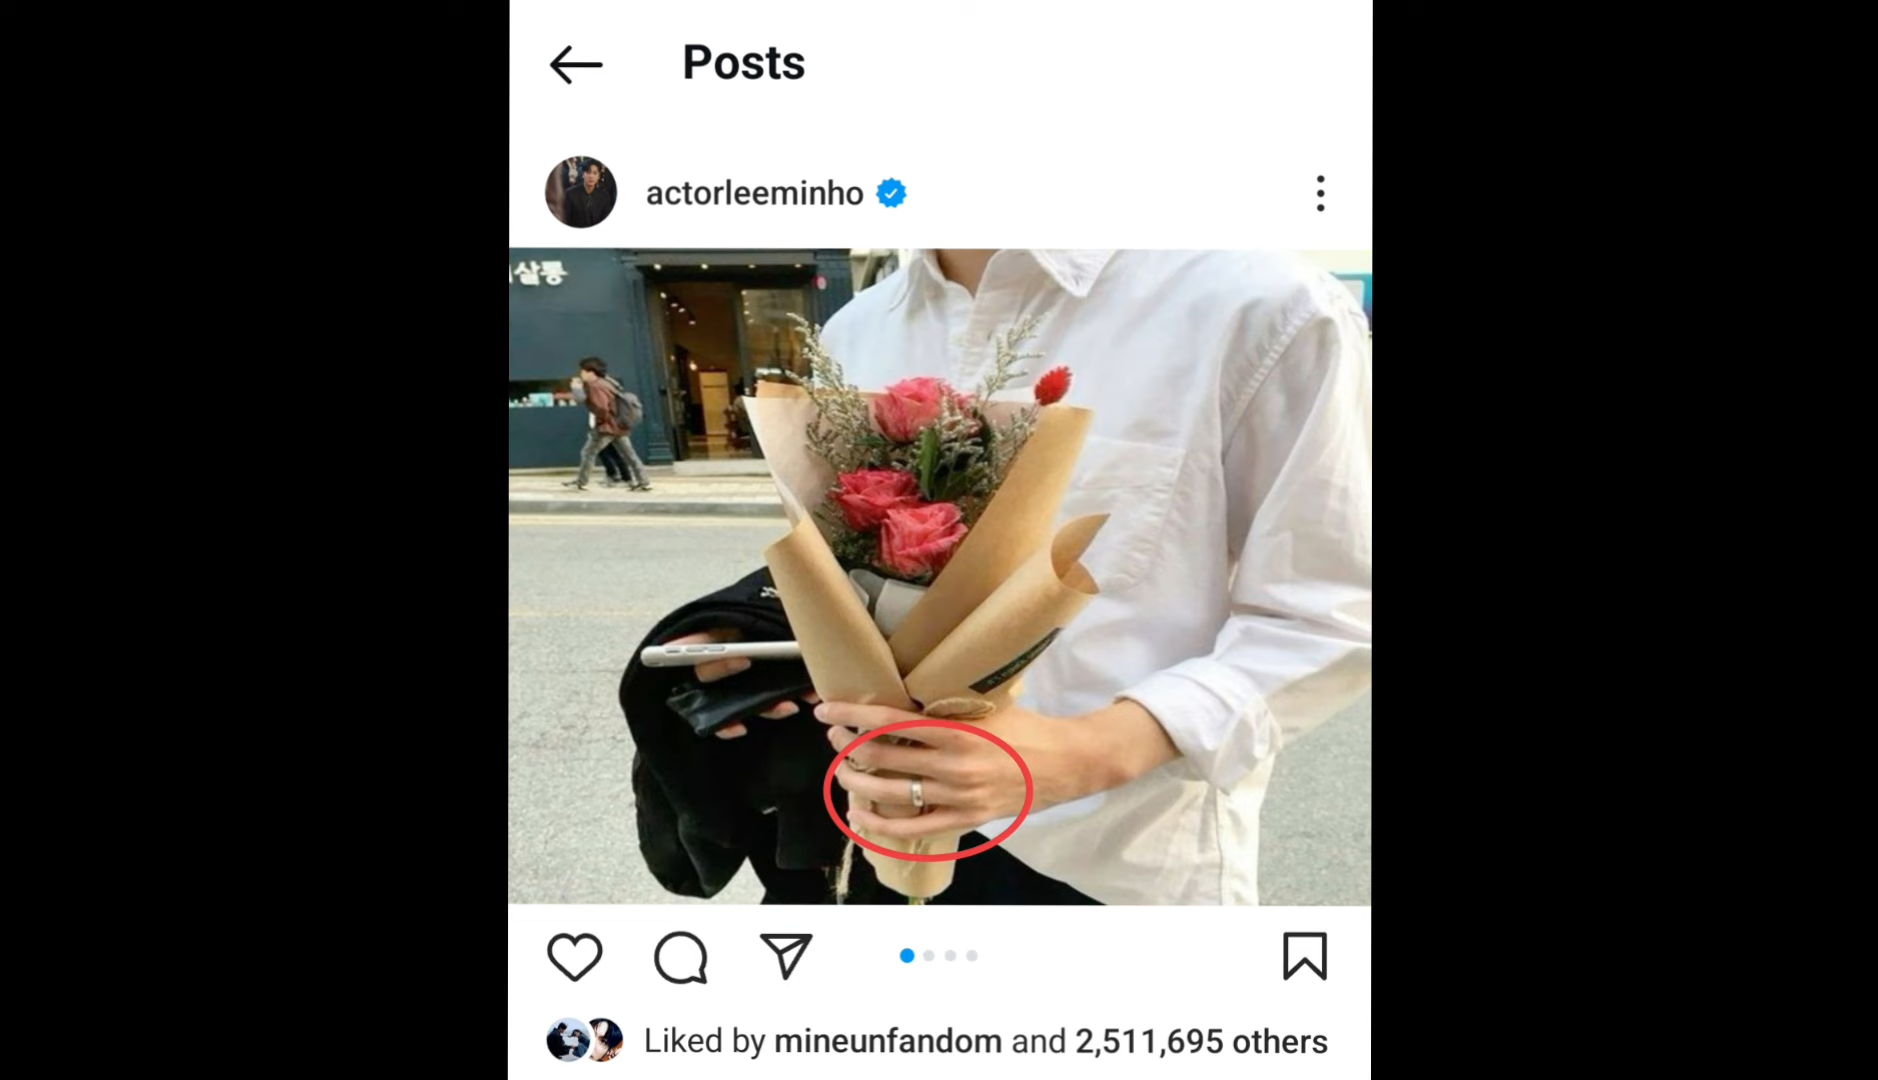 Posts
actorleeminho
살롱
Liked by mineunfandom and 2,511,695 others